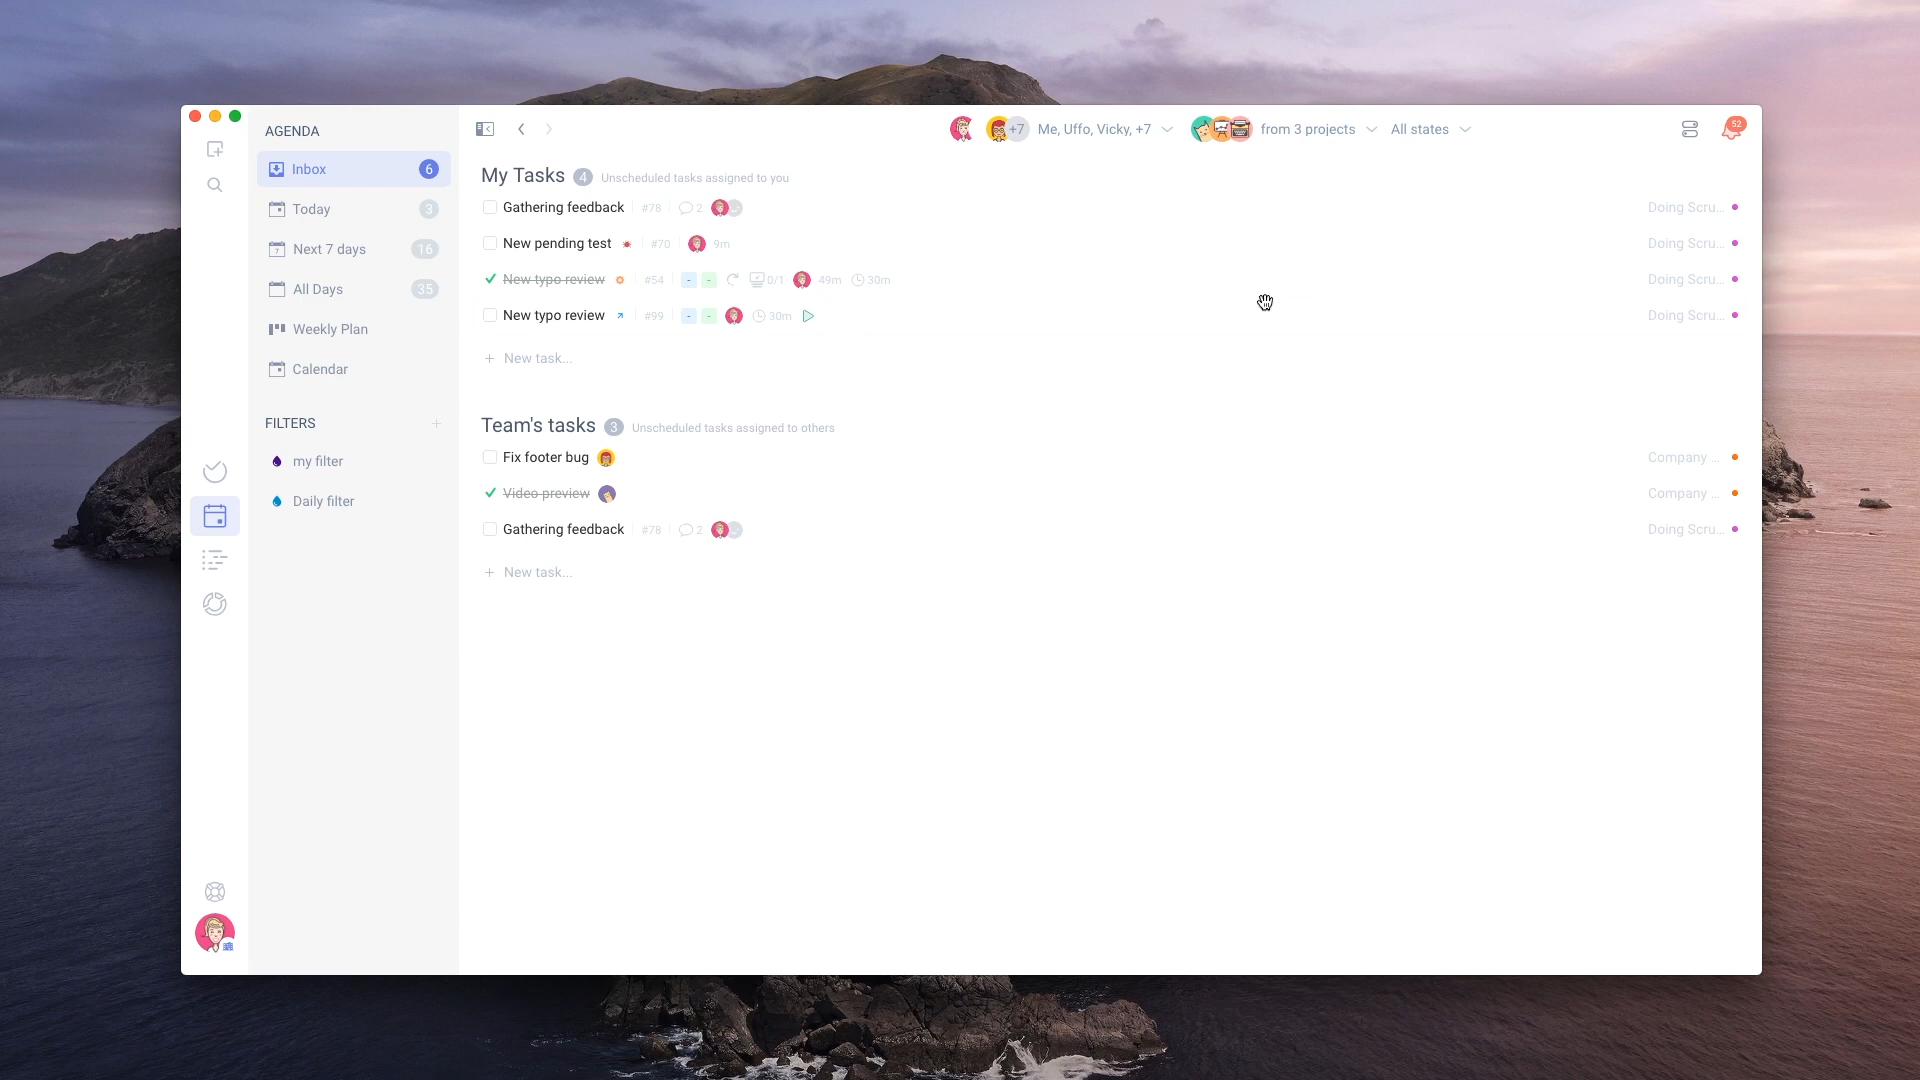 AGENDA
Inbox 6
Today 3
7 Next 7 days 16
All Days 35
Weekly Plan
Calendar
FILTERS +
my filter
Daily filter
+7 Me, Uffo, Vicky, +7 from 3 projects All states 52
My Tasks 4 Unscheduled tasks assigned to you
Gathering feedback #78 2 Doing Scru...
New pending test #70 9m Doing Scru...
New typo review #54 - - 0/1 49m 30m Doing Scru...
New typo review #99 - - 30m Doing Scru...
+ New task...
Team's tasks 3 Unscheduled tasks assigned to others
Fix footer bug Company ...
Video preview Company ...
Gathering feedback #78 2 Doing Scru...
+ New task...